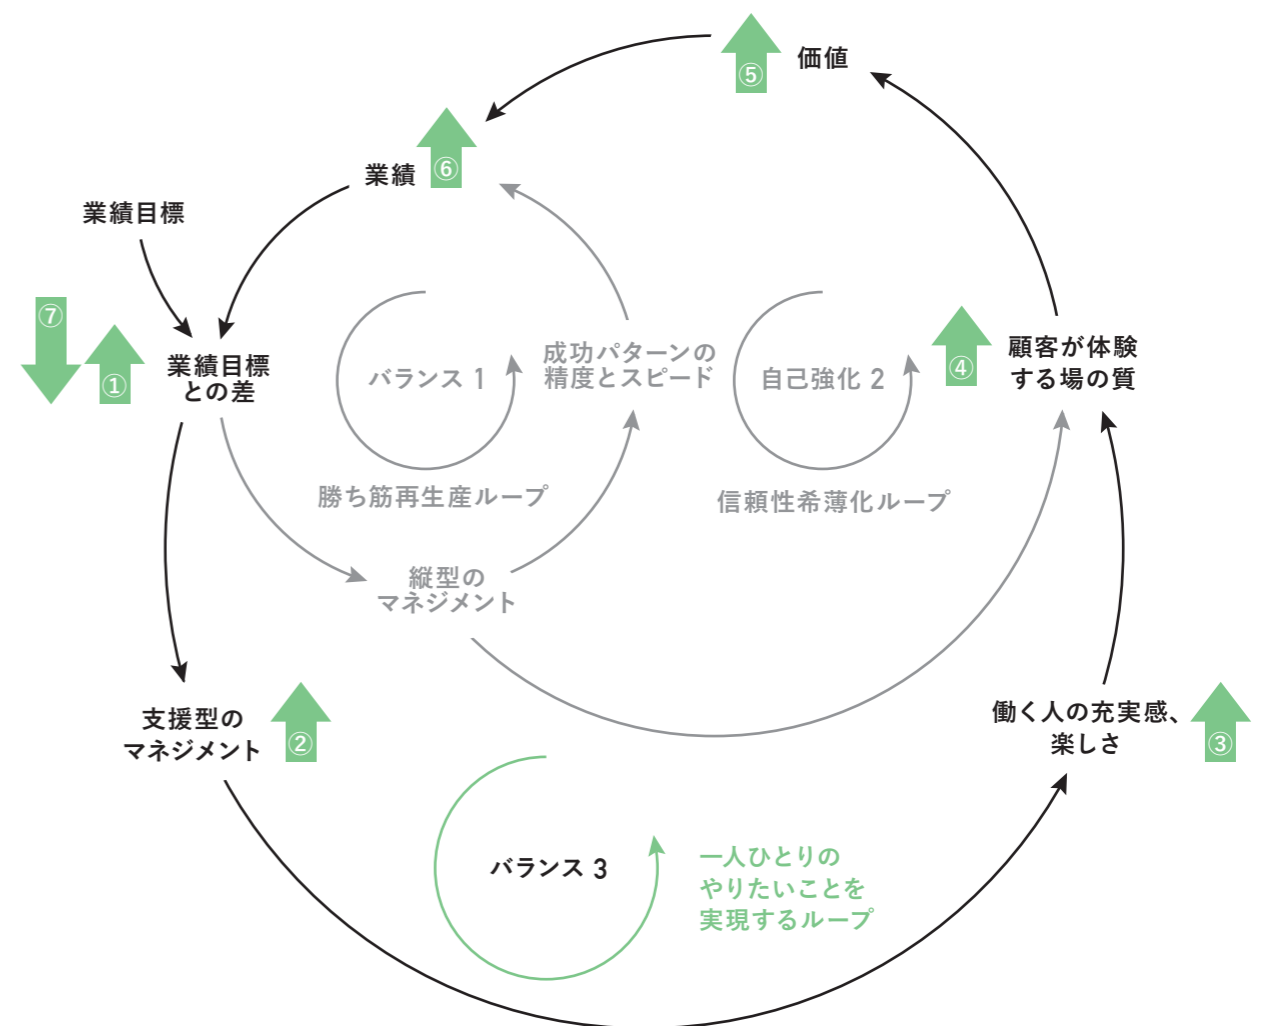 ⑤
価値
⑥
業績
業績目標
⑦
①
業績目標
との差
バランス 1
成功パターンの
精度とスピード
自己強化 2
④
顧客が体験
する場の質
勝ち筋再生産ループ
信頼性希薄化ループ
縦型の
マネジメント
支援型の
マネジメント
②
働く人の充実感、
楽しさ
③
バランス 3
一人ひとりの
やりたいことを
実現するループ